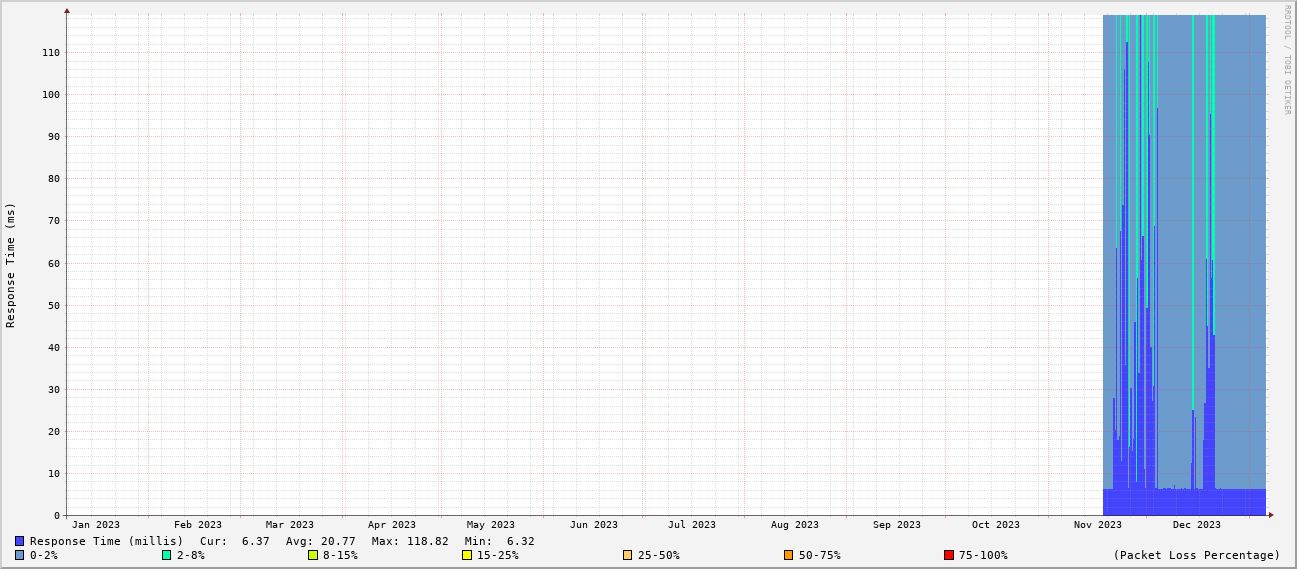 RRDTOOL / TOBI OETIKER
Response Time (ms)
110
100
90
80
70
60
50
40
30
20
10
0
Jan 2023 Feb 2023 Mar 2023 Apr 2023 May 2023 Jun 2023 Jul 2023 Aug 2023 Sep 2023 Oct 2023 Nov 2023 Dec 2023
Response Time (millis) Cur: 6.37 Avg: 20.77 Max: 118.82 Min: 6.32
0-2% 2-8% 8-15% 15-25% 25-50% 50-75% 75-100% (Packet Loss Percentage)